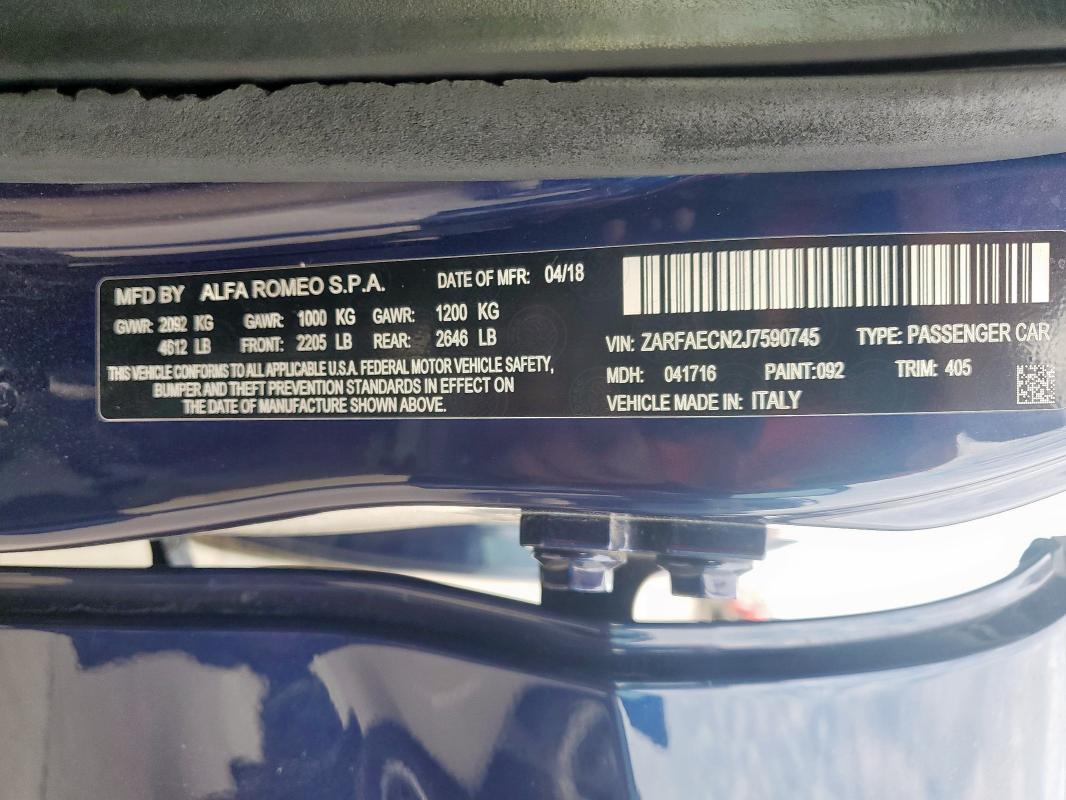 MFD BY ALFA ROMEO S.P.A. DATE OF MFR: 04/18
GVWR: 2092 KG GAWR: 1000 KG GAWR: 1200 KG
4612 LB FRONT: 2205 LB REAR: 2646 LB
THIS VEHICLE CONFORMS TO ALL APPLICABLE U.S.A. FEDERAL MOTOR VEHICLE SAFETY,
BUMPER AND THEFT PREVENTION STANDARDS IN EFFECT ON
THE DATE OF MANUFACTURE SHOWN ABOVE.
VIN: ZARFAECN2J7590745 TYPE: PASSENGER CAR
MDH: 041716 PAINT:092 TRIM: 405
VEHICLE MADE IN: ITALY